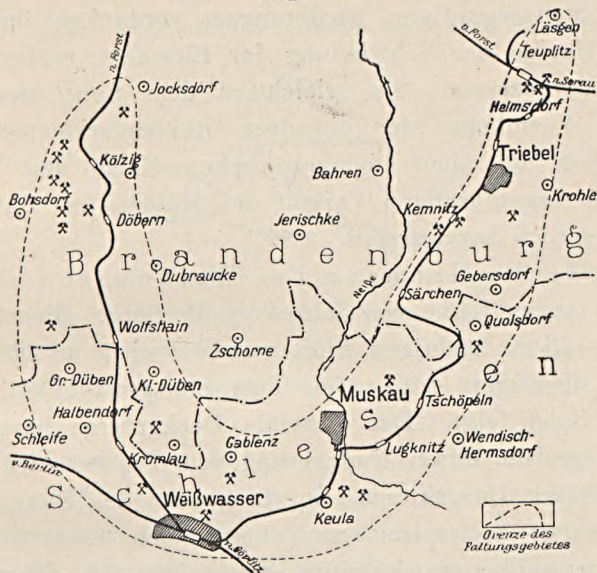 Läsgen
n. Forst
v. Forst
Teuplitz
n. Sorau
Jocksdorf
Helmsdorf
Triebel
Kölzig
Bahren
Krohle
Bohsdorf
Kemnitz
Döbern
Jerischke
Brandenburg
Dubraucke
Neiße
Gebersdorf
Särchen
Wolfshain
Quolsdorf
Zschorne
Gr.-Düben
Kl.-Düben
Muskau
Tschöpeln
Halbendorf
Schleife
Kromlau
Gablenz
Lugknitz
Wendisch-
Hermsdorf
v. Berlin
Schlesien
Weißwasser
Keula
n. Görlitz
Grenze des
Faltungsgebietes